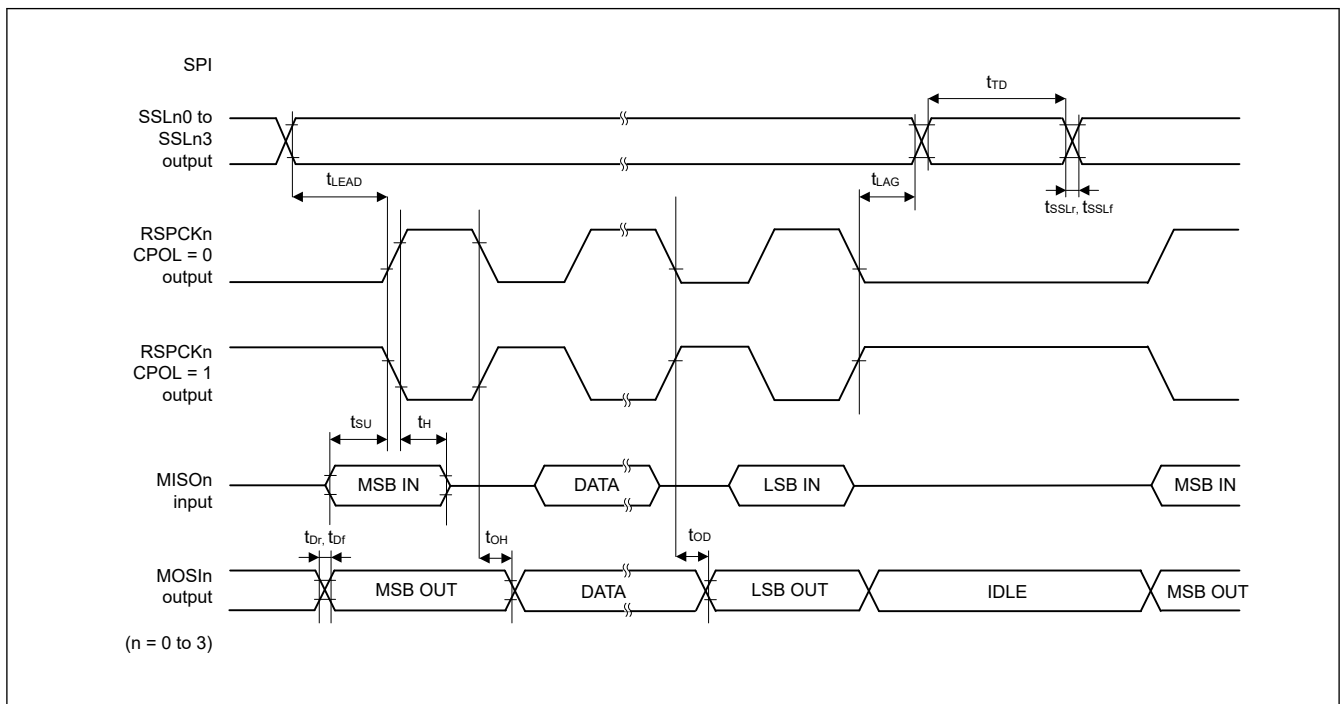 SPI
SSLn0 to
SSLn3
output
tTD
tLEAD
tLAG
tSSLr, tSSLf
RSPCKn
CPOL = 0
output
RSPCKn
CPOL = 1
output
tSU
tH
MISOn
input
MSB IN
DATA
LSB IN
MSB IN
tDr, tDf
tOH
tOD
MOSIn
output
MSB OUT
DATA
LSB OUT
IDLE
MSB OUT
(n = 0 to 3)